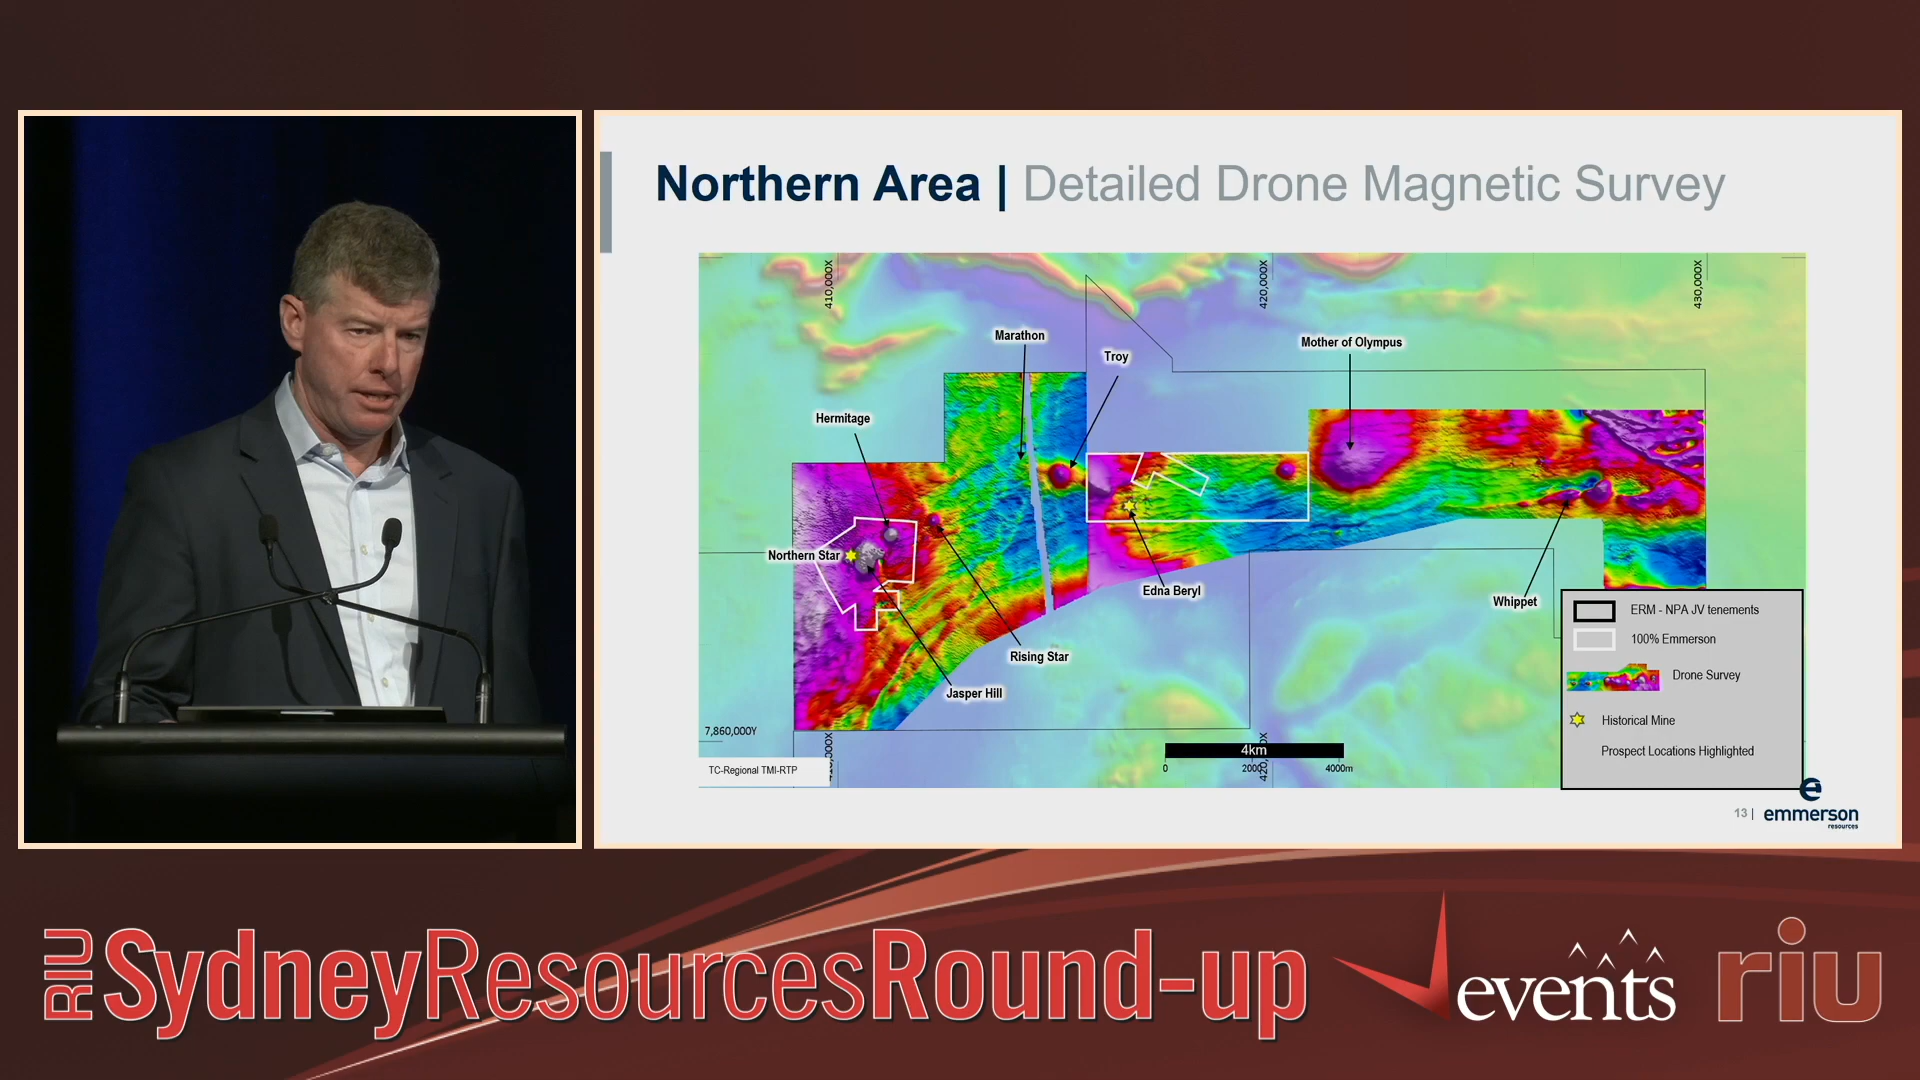 Northern Area | Detailed Drone Magnetic Survey
410,000X
420,000X
430,000X
Marathon
Troy
Mother of Olympus
Hermitage
Northern Star
Edna Beryl
Whippet
Rising Star
Jasper Hill
7,860,000Y
TC-Regional TMI-RTP
4km
0
2000
4000m
420,000X
ERM - NPA JV tenements
100% Emmerson
Drone Survey
Historical Mine
Prospect Locations Highlighted
13 |
emmerson
resources
RIU SydneyResourcesRound-up
events
riu